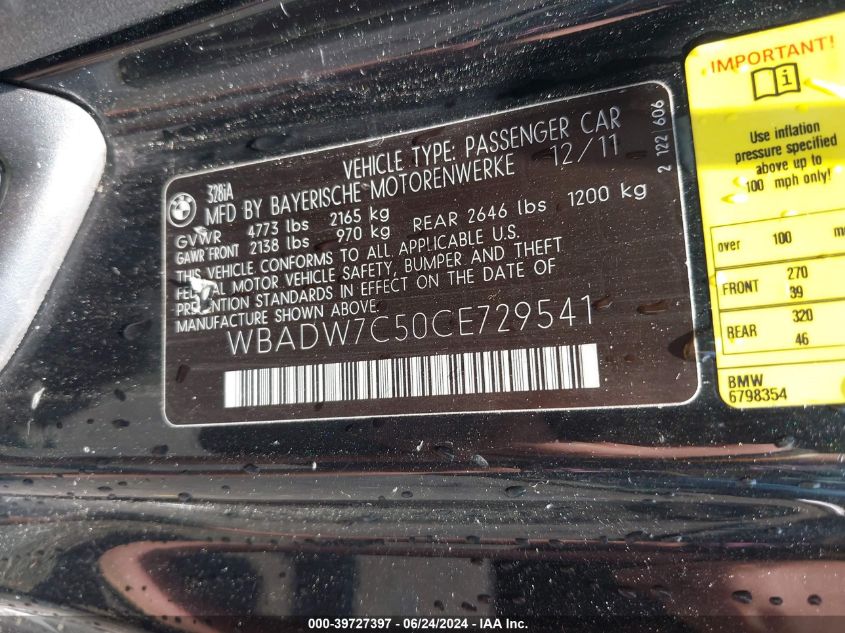 BMW
328iA
VEHICLE TYPE: PASSENGER CAR
MFD BY BAYERISCHE MOTORENWERKE 12/11
GVWR 4773 lbs 2165 kg
GAWR FRONT 2138 lbs 970 kg REAR 2646 lbs 1200 kg
THIS VEHICLE CONFORMS TO ALL APPLICABLE U.S.
FEDERAL MOTOR VEHICLE SAFETY, BUMPER AND THEFT
PREVENTION STANDARDS IN EFFECT ON THE DATE OF
MANUFACTURE SHOWN ABOVE.
WBADW7C50CE729541
2 122 606
IMPORTANT!
i
Use inflation
pressure specified
above up to
100 mph only!
over 100
FRONT 270
39
REAR 320
46
BMW
6798354
000-39727397 - 06/24/2024 - IAA Inc.